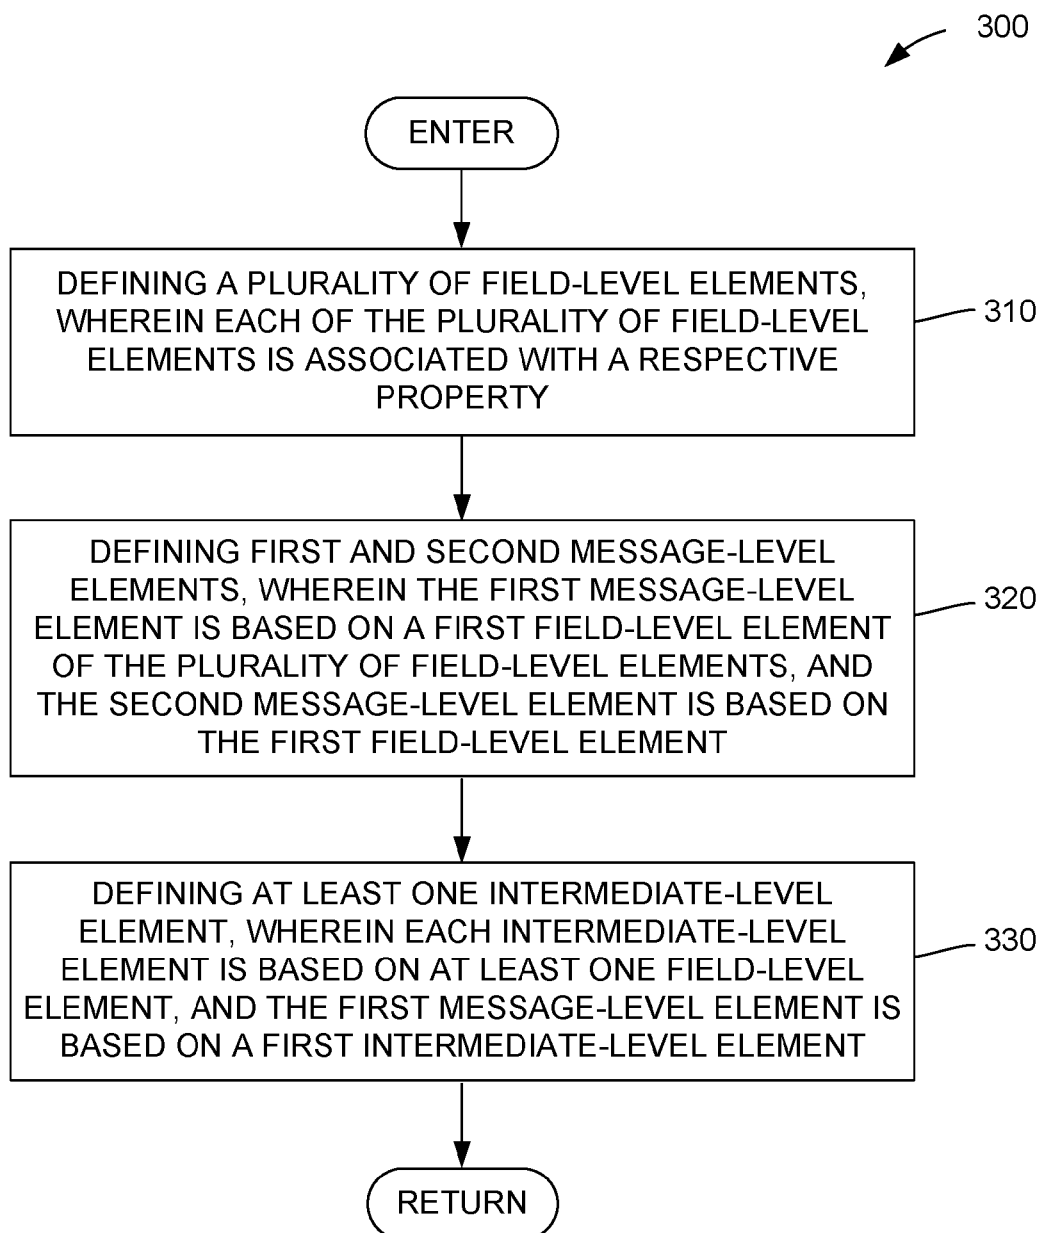 300
ENTER
DEFINING A PLURALITY OF FIELD-LEVEL ELEMENTS,
WHEREIN EACH OF THE PLURALITY OF FIELD-LEVEL
ELEMENTS IS ASSOCIATED WITH A RESPECTIVE
PROPERTY
310
DEFINING FIRST AND SECOND MESSAGE-LEVEL
ELEMENTS, WHEREIN THE FIRST MESSAGE-LEVEL
ELEMENT IS BASED ON A FIRST FIELD-LEVEL ELEMENT
OF THE PLURALITY OF FIELD-LEVEL ELEMENTS, AND
THE SECOND MESSAGE-LEVEL ELEMENT IS BASED ON
THE FIRST FIELD-LEVEL ELEMENT
320
DEFINING AT LEAST ONE INTERMEDIATE-LEVEL
ELEMENT, WHEREIN EACH INTERMEDIATE-LEVEL
ELEMENT IS BASED ON AT LEAST ONE FIELD-LEVEL
ELEMENT, AND THE FIRST MESSAGE-LEVEL ELEMENT IS
BASED ON A FIRST INTERMEDIATE-LEVEL ELEMENT
330
RETURN